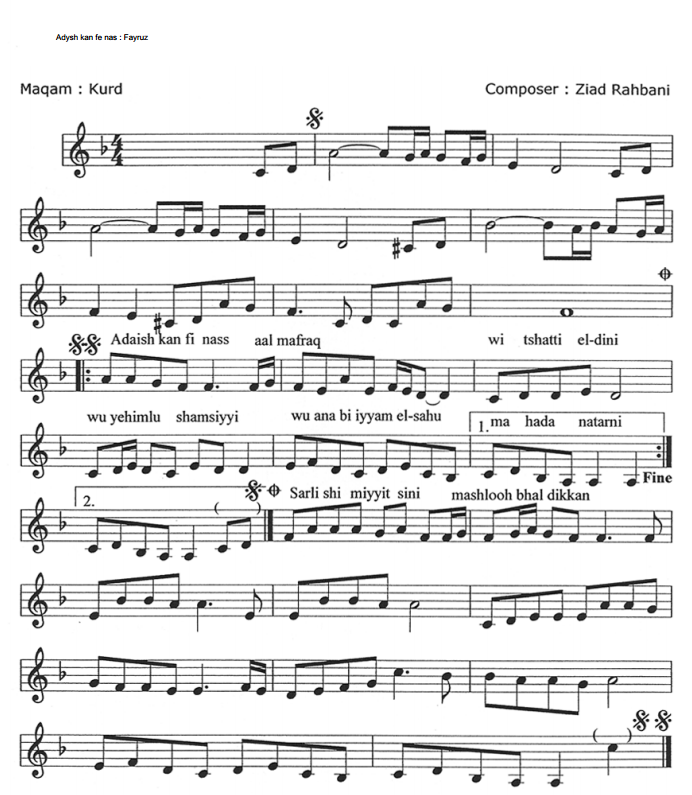 Adysh kan fe nas : Fayruz
Maqam : Kurd
Composer : Ziad Rahbani
4
4
Adaish kan fi nass aal mafraq wi tshatti el-dini
wu yehimlu shamsiyyi wu ana bi iyyam el-sahu ma hada natarni
1.
Fine
2.
( )
Sarli shi miyyit sini mashlooh bhal dikkan
( )